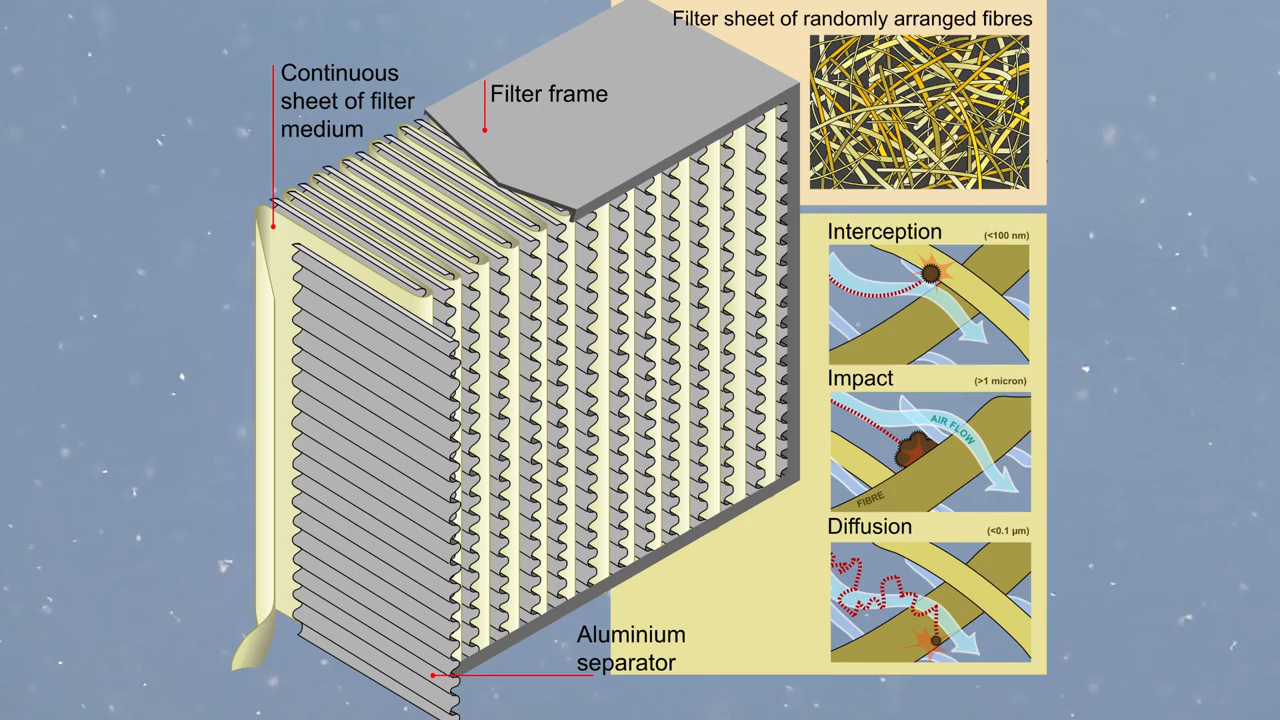 Filter sheet of randomly arranged fibres
Continuous
sheet of filter
medium
Filter frame
Interception
(<100 nm)
Impact
(>1 micron)
AIR FLOW
FIBRE
Diffusion
(<0.1 µm)
Aluminium
separator